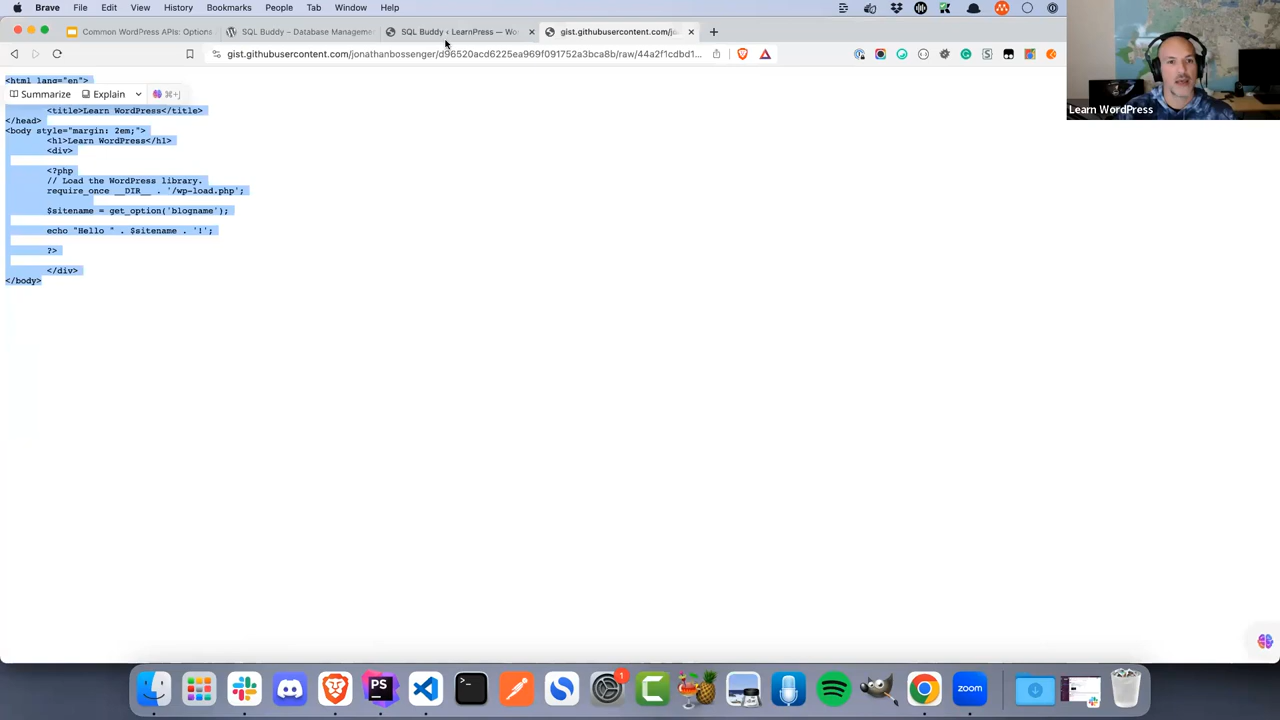 Brave File Edit View History Bookmarks People Tab Window Help
Common WordPress APIs: Options
SQL Buddy – Database Managemen
SQL Buddy ‹ LearnPress — Wo
gist.githubusercontent.com/jo
gist.githubusercontent.com/jonathanbossenger/d96520acd6225ea969f091752a3bca8b/raw/44a2f1cdbd1...
<html lang="en">
Summarize Explain ⌘+j
<title>Learn WordPress</title>
</head>
<body style="margin: 2em;">
<h1>Learn WordPress</h1>
<div>
<?php
// Load the WordPress library.
require_once __DIR__ . '/wp-load.php';
$sitename = get_option('blogname');
echo "Hello " . $sitename . '!';
?>
</div>
</body>
Learn WordPress
PS
1
zoom